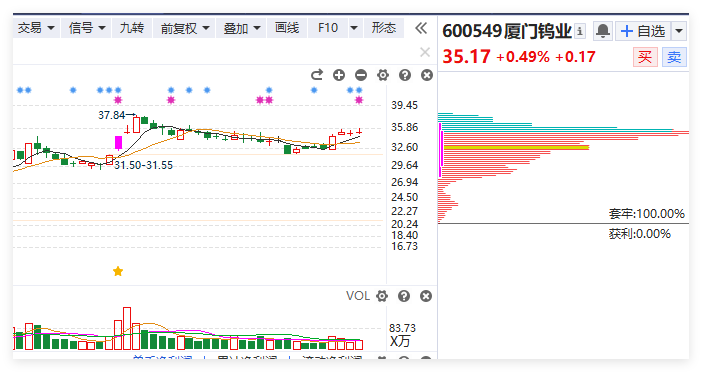 交易 信号 九转 前复权 叠加 画线 F10 形态
600549厦门钨业
自选
35.17 +0.49% +0.17 买 卖
39.45
37.84
35.86
32.60
31.50-31.55
29.64
26.94
24.50
22.27
20.24
18.40
16.73
套牢:100.00%
获利:0.00%
VOL
83.73
X万